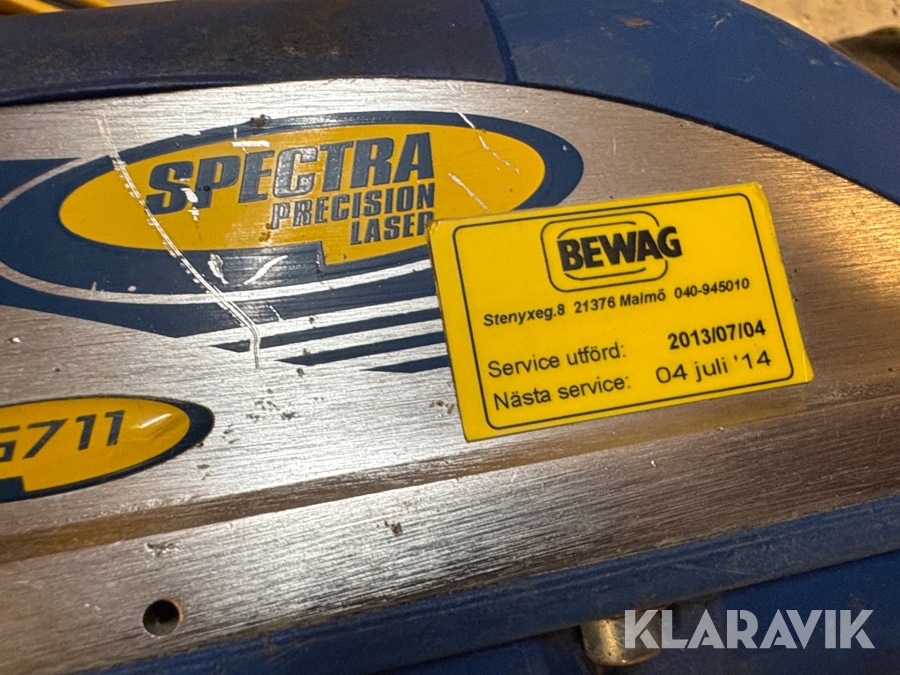 SPECTRA
PRECISION
LASER
BEWAG
Stenyxeg.8 21376 Malmö 040-945010
Service utförd: 2013/07/04
Nästa service: 04 juli '14
6711
KLARAVIK